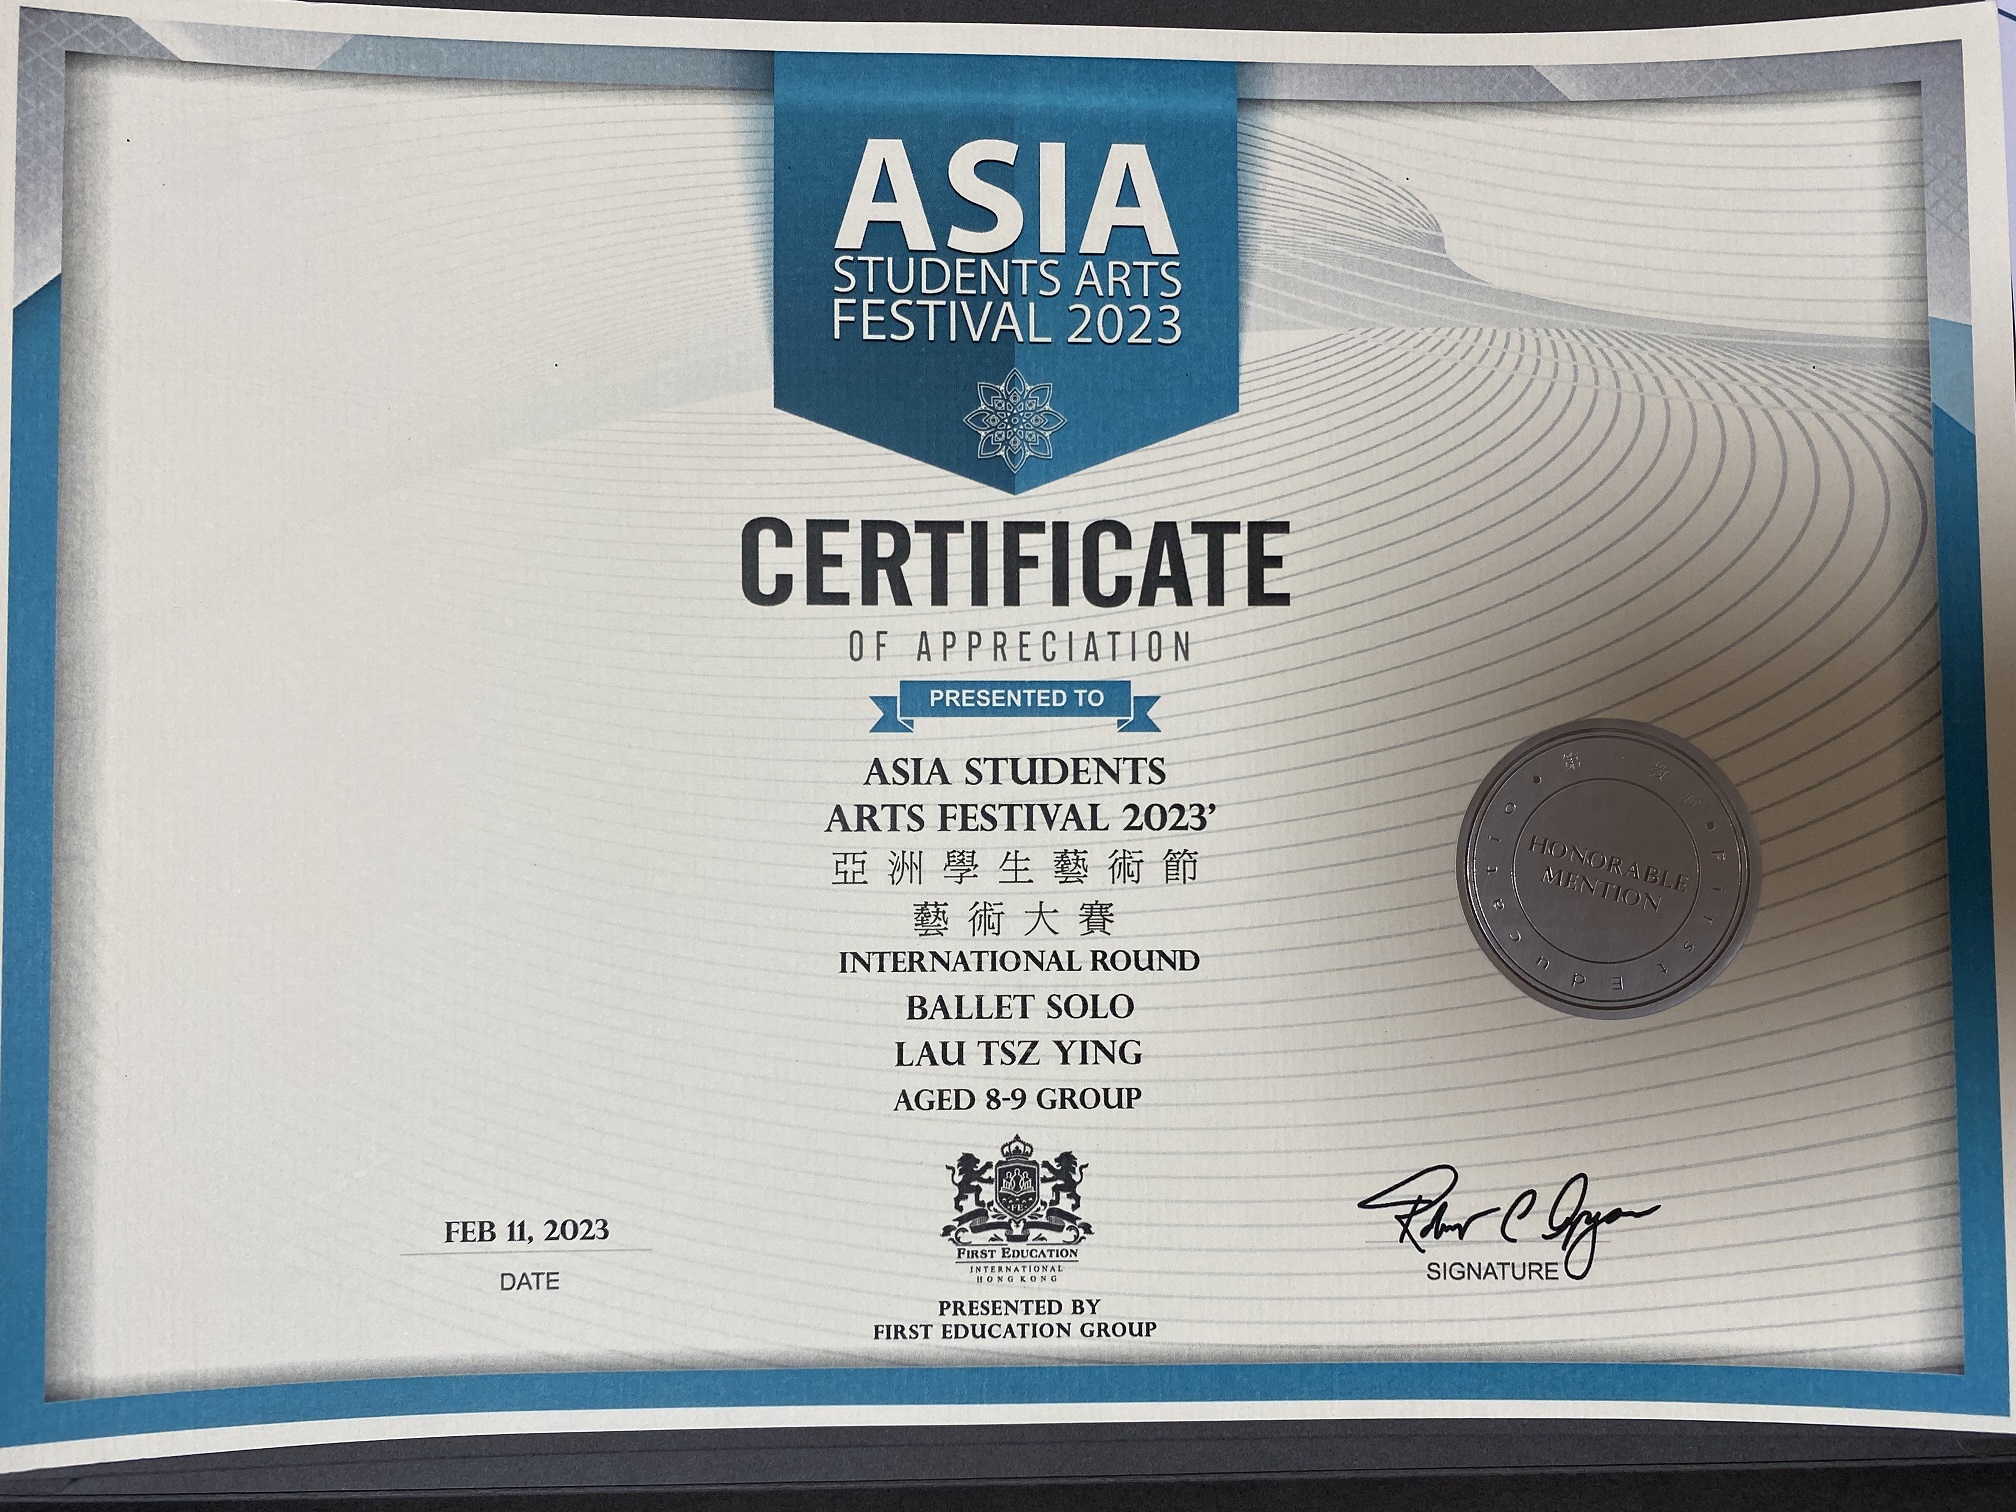 ASIA
STUDENTS ARTS
FESTIVAL 2023
CERTIFICATE
OF APPRECIATION
PRESENTED TO
ASIA STUDENTS
ARTS FESTIVAL 2023’
亞洲學生藝術節
藝術大賽
INTERNATIONAL ROUND
BALLET SOLO
LAU TSZ YING
AGED 8-9 GROUP
HONORABLE
MENTION
FEB 11, 2023
DATE
FIRST EDUCATION
INTERNATIONAL
HONG KONG
PRESENTED BY
FIRST EDUCATION GROUP
SIGNATURE